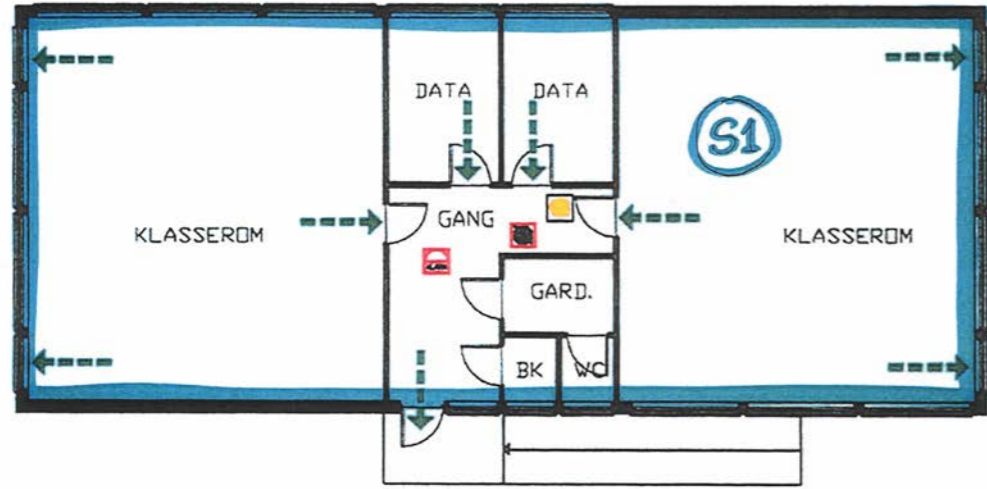 DATA
DATA
S1
KLASSEROM
GANG
KLASSEROM
GARD.
BK
WC